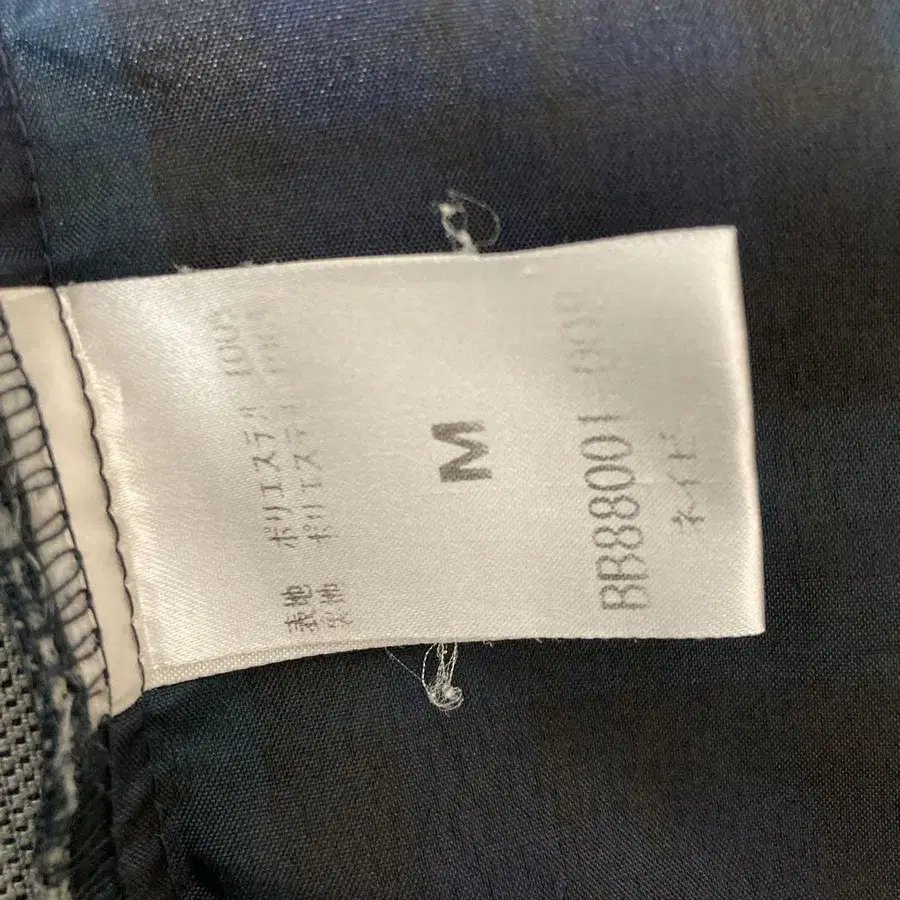 表地 ポリエステル 100%
裏地 ポリエステル 100%
M
BB88001-009
ネイビー